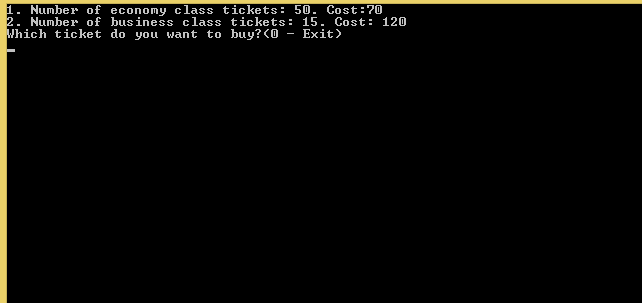 1. Number of economy class tickets: 50. Cost:70
2. Number of business class tickets: 15. Cost: 120
Which ticket do you want to buy?(0 - Exit)